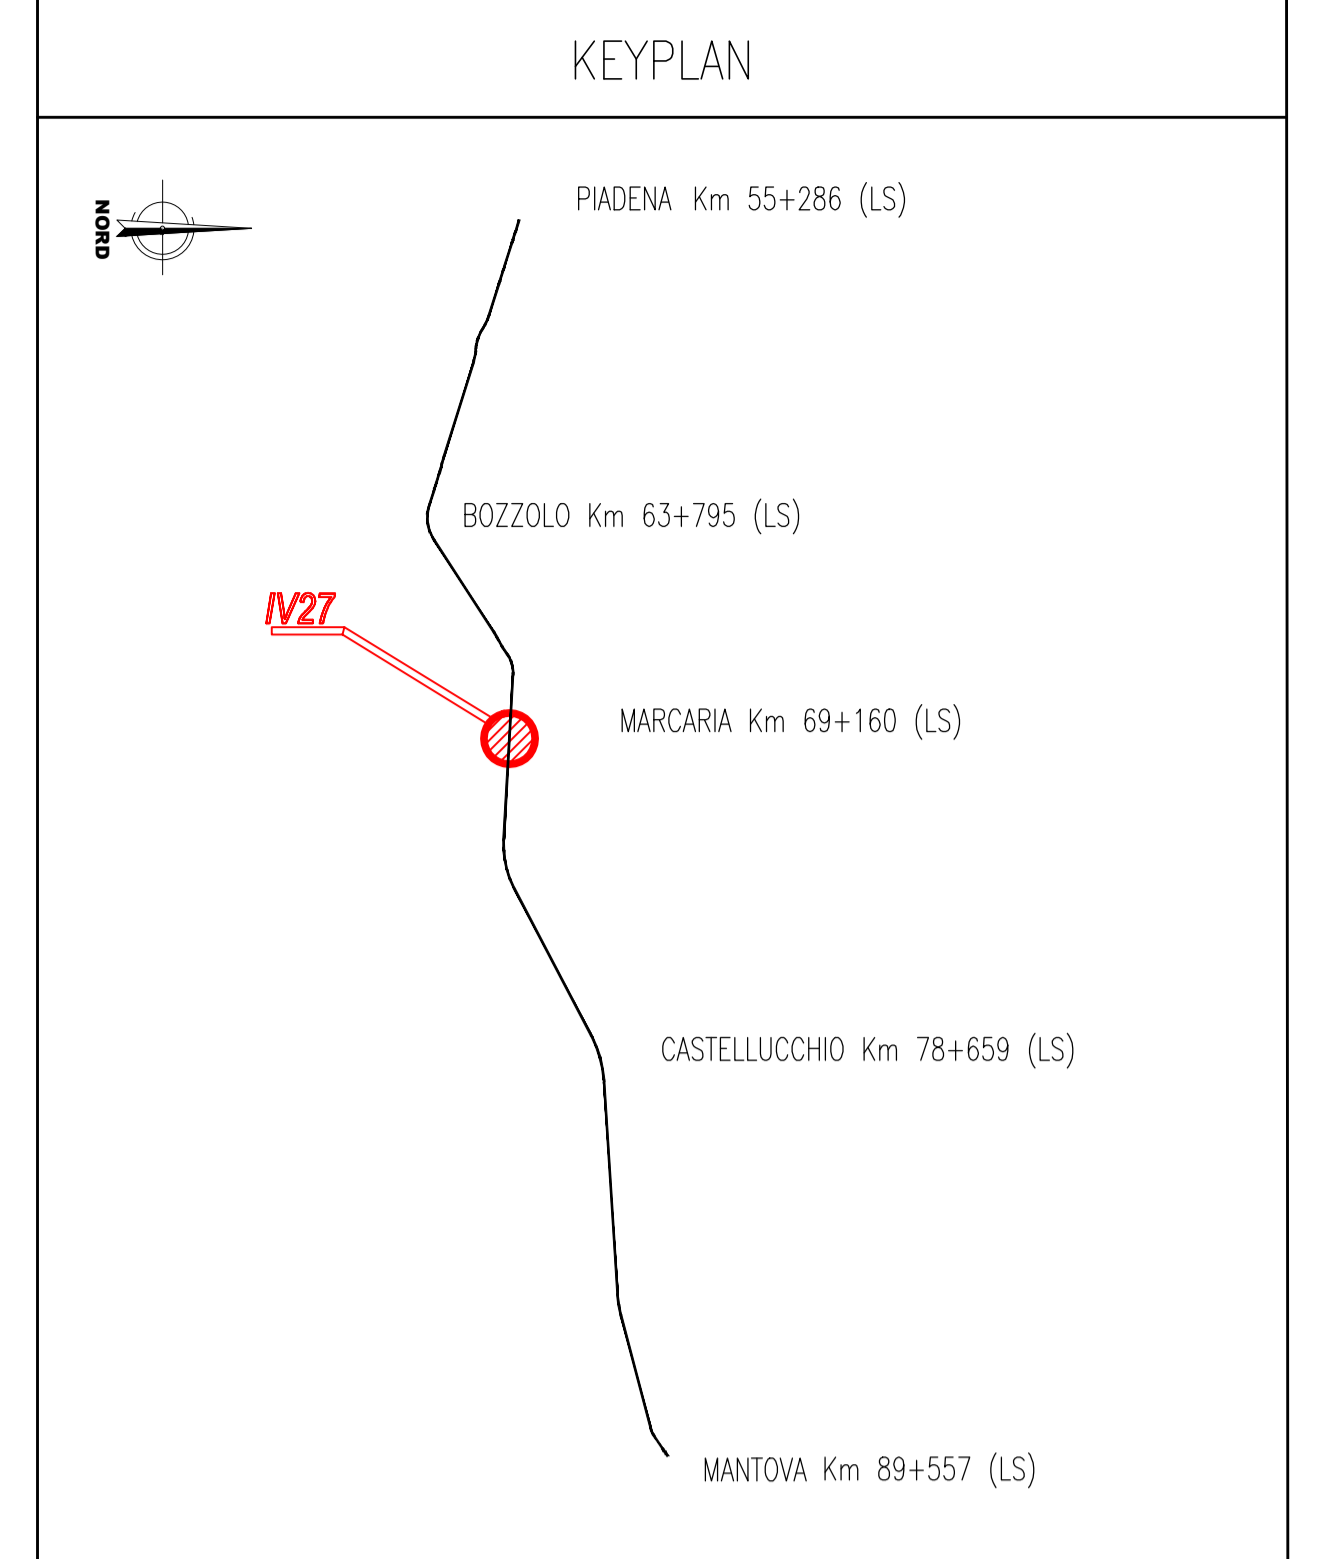 KEYPLAN
PIADENA Km 55+286 (LS)
NORD
BOZZOLO Km 63+795 (LS)
IV27
MARCARIA Km 69+160 (LS)
CASTELLUCCHIO Km 78+659 (LS)
MANTOVA Km 89+557 (LS)